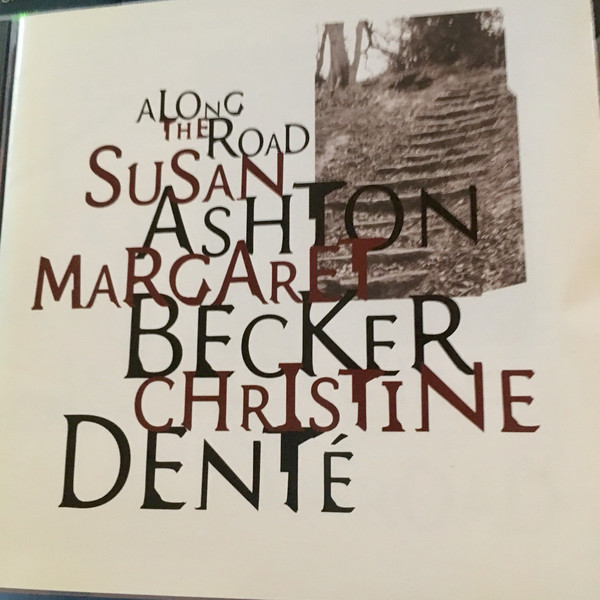 ALONG
THE ROAD
SUSAN
ASHTON
MARGARET
BECKER
CHRISTINE
DENTÉ